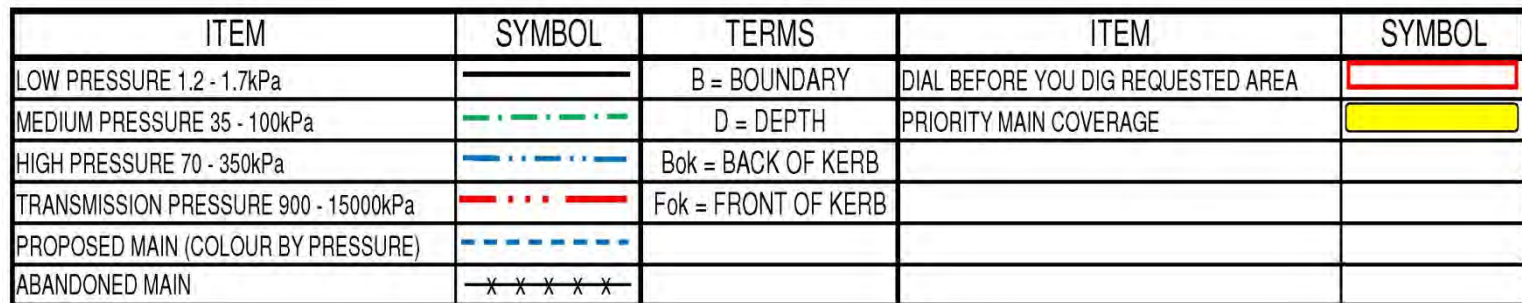 ITEM SYMBOL TERMS ITEM SYMBOL
LOW PRESSURE 1.2 - 1.7kPa B = BOUNDARY DIAL BEFORE YOU DIG REQUESTED AREA
MEDIUM PRESSURE 35 - 100kPa D = DEPTH PRIORITY MAIN COVERAGE
HIGH PRESSURE 70 - 350kPa Bok = BACK OF KERB
TRANSMISSION PRESSURE 900 - 15000kPa Fok = FRONT OF KERB
PROPOSED MAIN (COLOUR BY PRESSURE)
ABANDONED MAIN X X X X X